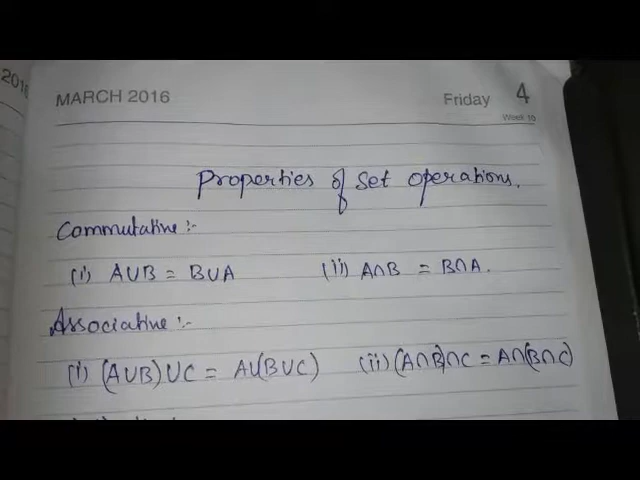 2016
MARCH 2016 Friday 4
Week 10
Properties of Set operations.
Commutative :-
(i) A∪B = B∪A (ii) A∩B = B∩A.
Associative :-
(i) (A∪B)∪C = A∪(B∪C) (ii) (A∩B)∩C = A∩(B∩C)